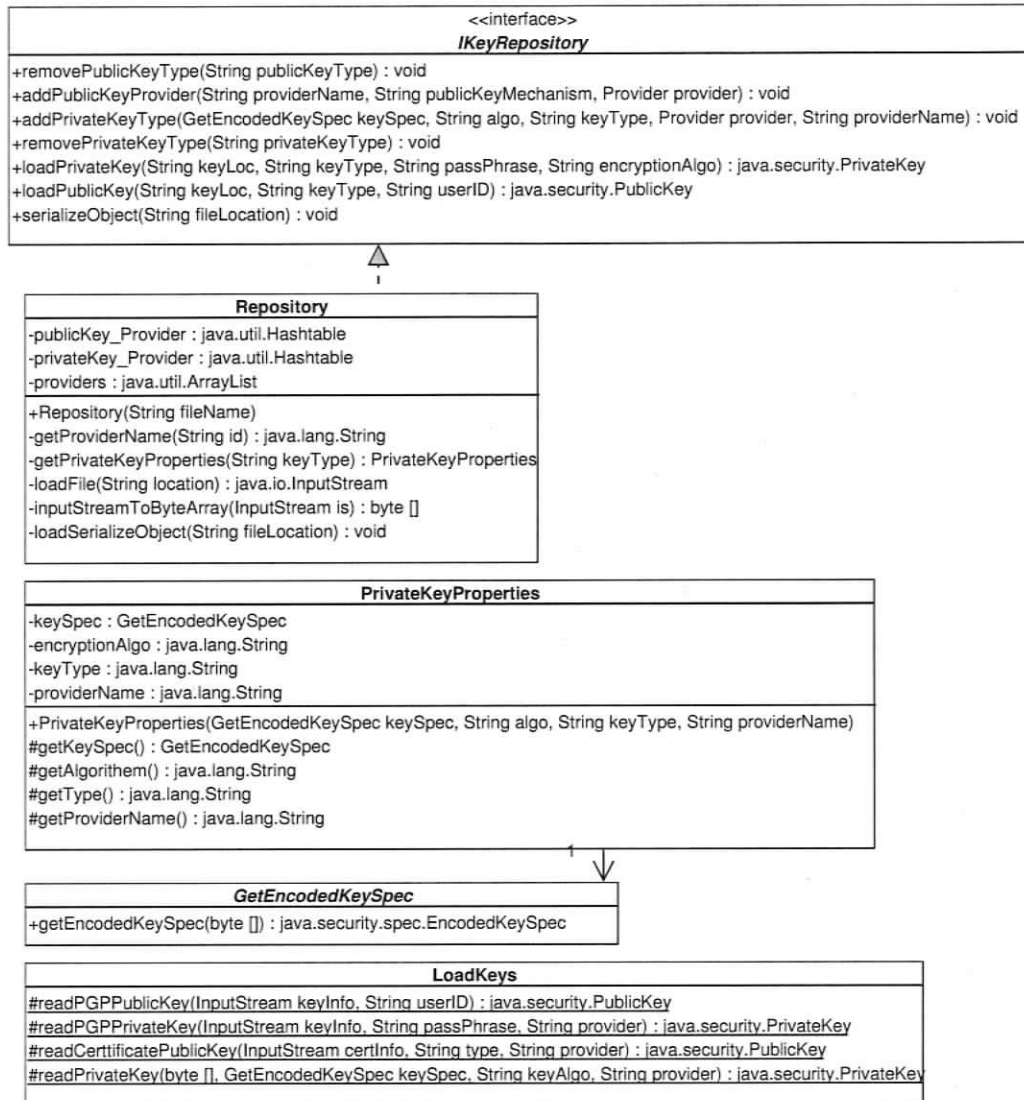 <<interface>>
IKeyRepository
+removePublicKeyType(String publicKeyType) : void
+addPublicKeyProvider(String providerName, String publicKeyMechanism, Provider provider) : void
+addPrivateKeyType(GetEncodedKeySpec keySpec, String algo, String keyType, Provider provider, String providerName) : void
+removePrivateKeyType(String privateKeyType) : void
+loadPrivateKey(String keyLoc, String keyType, String passPhrase, String encryptionAlgo) : java.security.PrivateKey
+loadPublicKey(String keyLoc, String keyType, String userID) : java.security.PublicKey
+serializeObject(String fileLocation) : void
Repository
-publicKey_Provider : java.util.Hashtable
-privateKey_Provider : java.util.Hashtable
-providers : java.util.ArrayList
+Repository(String fileName)
-getProviderName(String id) : java.lang.String
-getPrivateKeyProperties(String keyType) : PrivateKeyProperties
-loadFile(String location) : java.io.InputStream
-inputStreamToByteArray(InputStream is) : byte []
-loadSerializeObject(String fileLocation) : void
PrivateKeyProperties
-keySpec : GetEncodedKeySpec
-encryptionAlgo : java.lang.String
-keyType : java.lang.String
-providerName : java.lang.String
+PrivateKeyProperties(GetEncodedKeySpec keySpec, String algo, String keyType, String providerName)
#getKeySpec() : GetEncodedKeySpec
#getAlgorithem() : java.lang.String
#getType() : java.lang.String
#getProviderName() : java.lang.String
1
GetEncodedKeySpec
+getEncodedKeySpec(byte []) : java.security.spec.EncodedKeySpec
LoadKeys
#readPGPPublicKey(InputStream keyInfo, String userID) : java.security.PublicKey
#readPGPPrivateKey(InputStream keyInfo, String passPhrase, String provider) : java.security.PrivateKey
#readCerttificatePublicKey(InputStream certInfo, String type, String provider) : java.security.PublicKey
#readPrivateKey(byte [], GetEncodedKeySpec keySpec, String keyAlgo, String provider) : java.security.PrivateKey